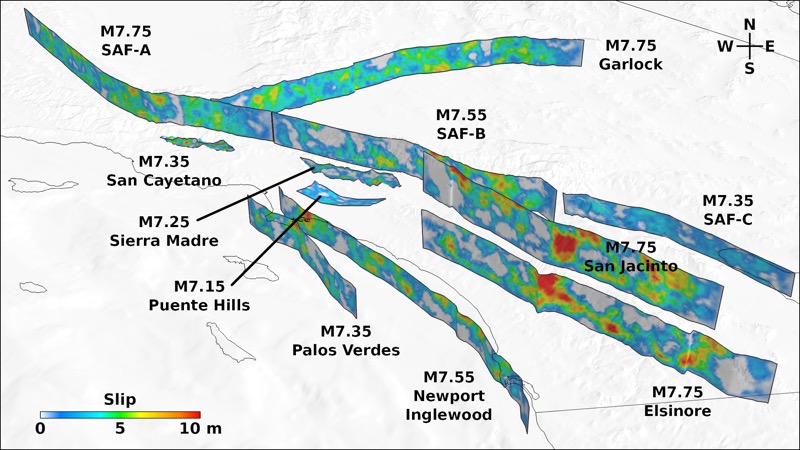 M7.75
SAF-A
N
W E
S
M7.75
Garlock
M7.55
SAF-B
M7.35
San Cayetano
M7.35
SAF-C
M7.25
Sierra Madre
M7.75
San Jacinto
M7.15
Puente Hills
M7.35
Palos Verdes
M7.55
Newport
Inglewood
M7.75
Elsinore
Slip
0 5 10 m